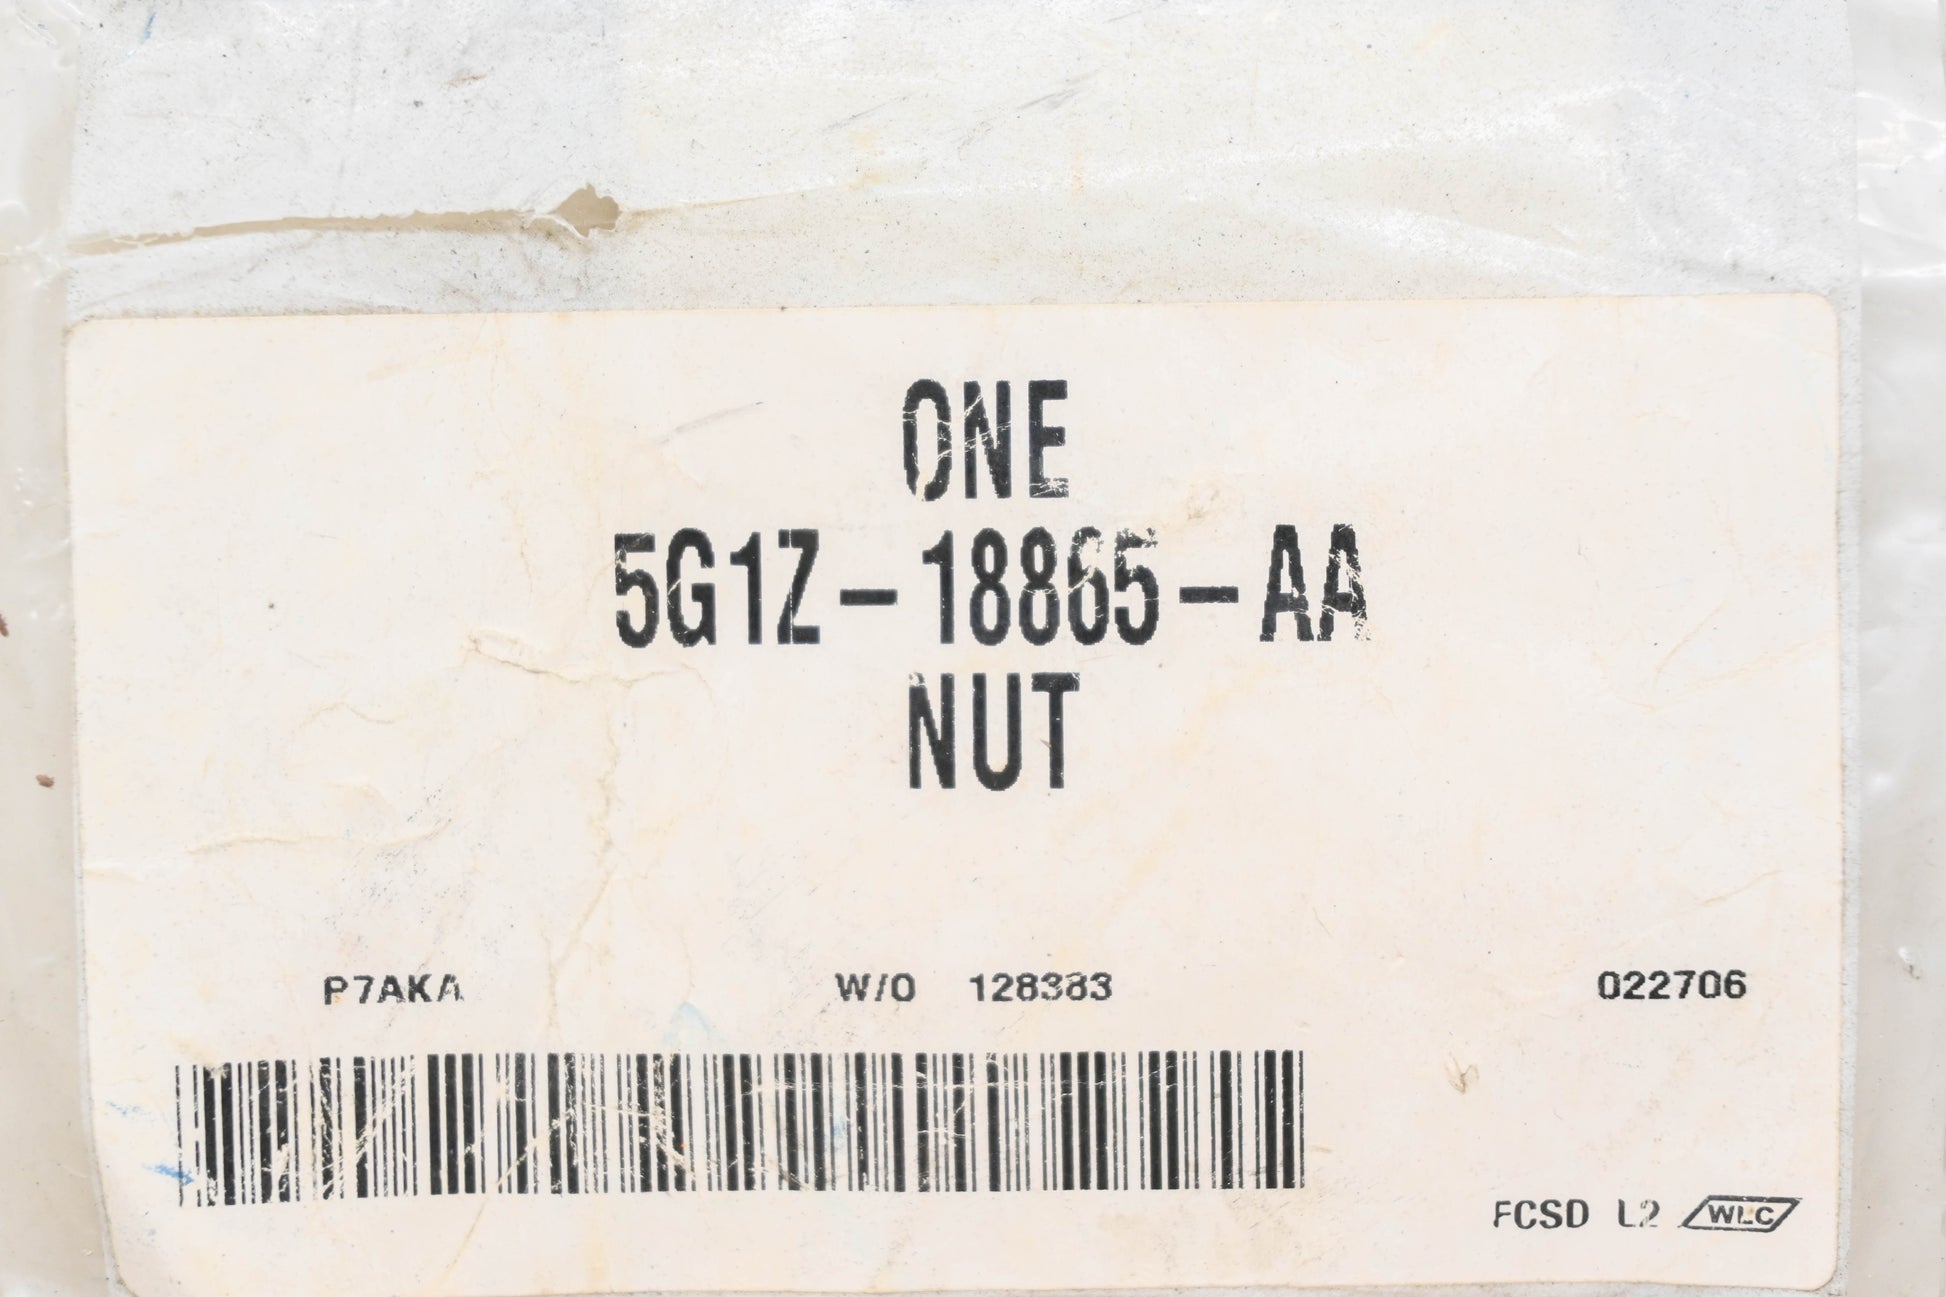 ONE
5G1Z-18865-AA
NUT
P7AKA W/O 128383 022706
FCSD L2 WLC